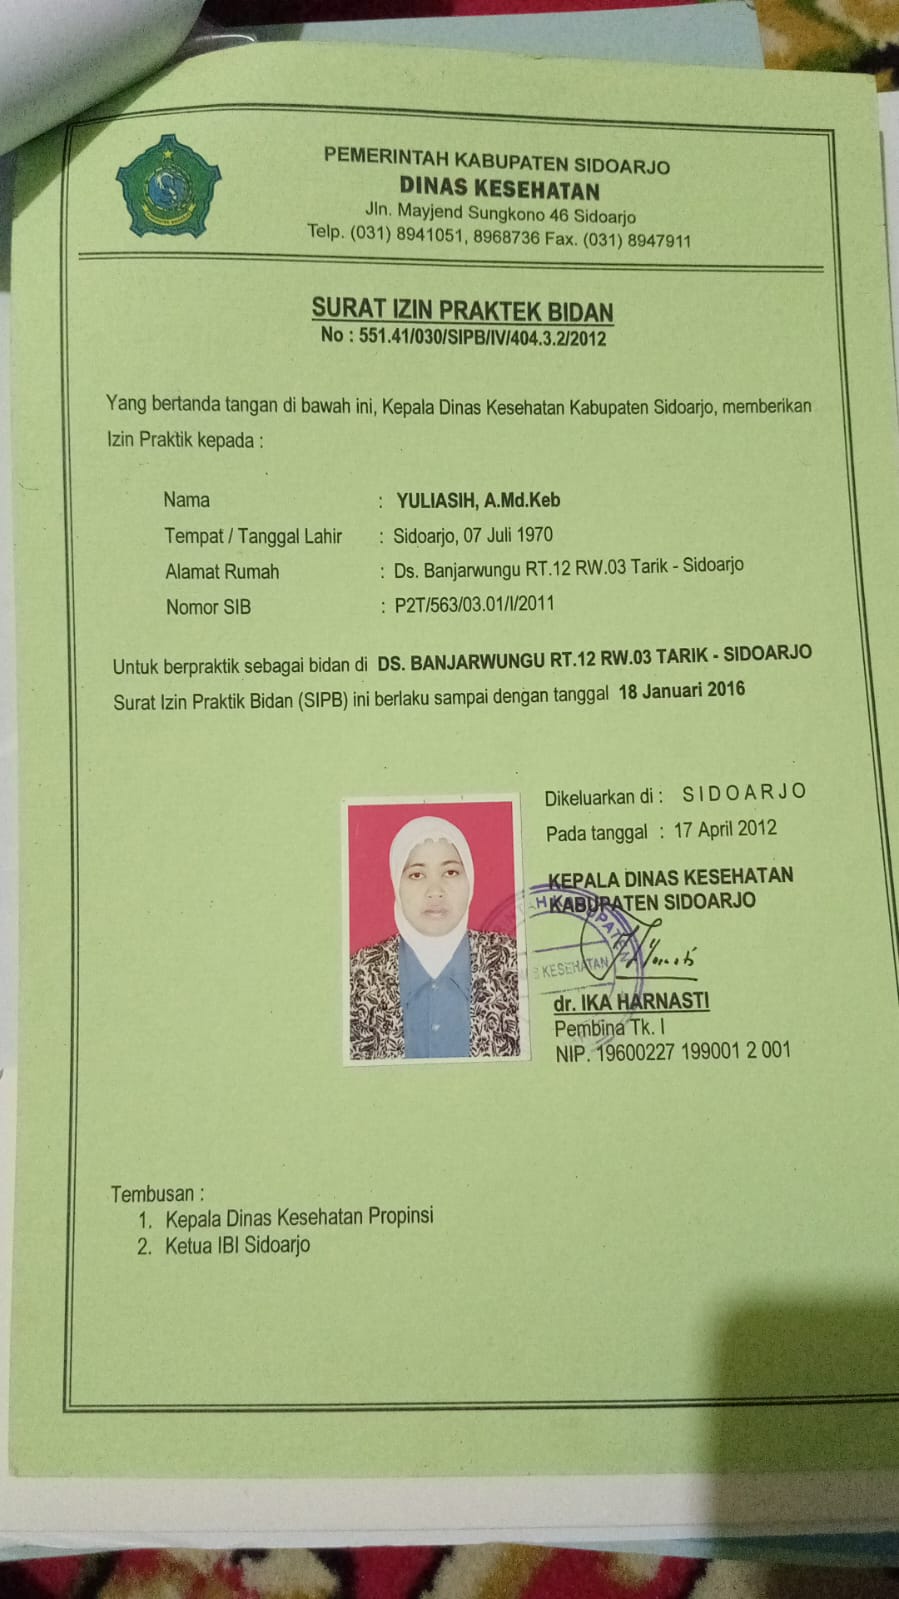 PEMERINTAH KABUPATEN SIDOARJO
DINAS KESEHATAN
Jln. Mayjend Sungkono 46 Sidoarjo
Telp. (031) 8941051, 8968736 Fax. (031) 8947911
SURAT IZIN PRAKTEK BIDAN
No : 551.41/030/SIPB/IV/404.3.2/2012
Yang bertanda tangan di bawah ini, Kepala Dinas Kesehatan Kabupaten Sidoarjo, memberikan
Izin Praktik kepada :
Nama : YULIASIH, A.Md.Keb
Tempat / Tanggal Lahir : Sidoarjo, 07 Juli 1970
Alamat Rumah : Ds. Banjarwungu RT.12 RW.03 Tarik - Sidoarjo
Nomor SIB : P2T/563/03.01/I/2011
Untuk berpraktik sebagai bidan di DS. BANJARWUNGU RT.12 RW.03 TARIK - SIDOARJO
Surat Izin Praktik Bidan (SIPB) ini berlaku sampai dengan tanggal 18 Januari 2016
Dikeluarkan di : SIDOARJO
Pada tanggal : 17 April 2012
KEPALA DINAS KESEHATAN
KABUPATEN SIDOARJO
KABUPATEN
KESEHATAN
dr. IKA HARNASTI
Pembina Tk. I
NIP. 19600227 199001 2 001
Tembusan :
1. Kepala Dinas Kesehatan Propinsi
2. Ketua IBI Sidoarjo